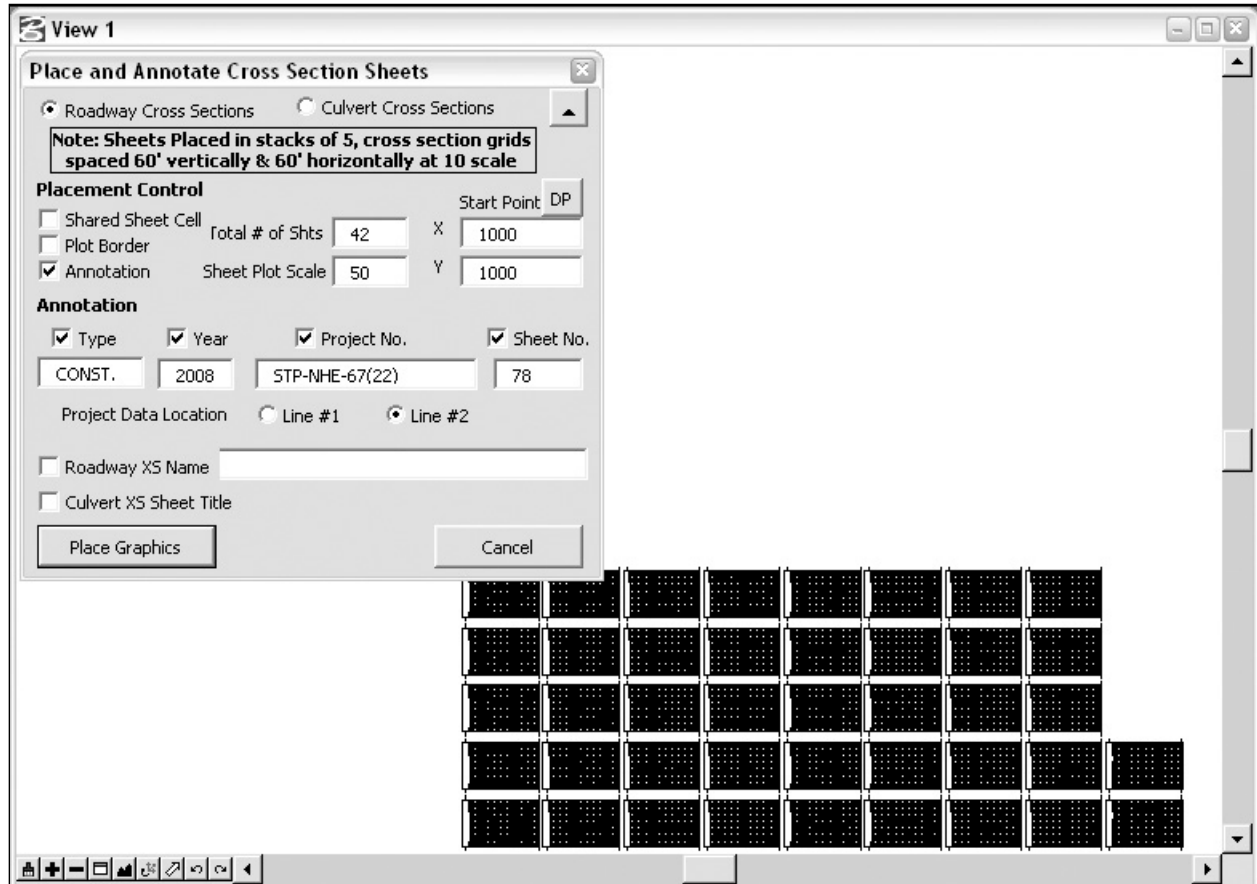 View 1
Place and Annotate Cross Section Sheets
Roadway Cross Sections Culvert Cross Sections
Note: Sheets Placed in stacks of 5, cross section grids
spaced 60' vertically & 60' horizontally at 10 scale
Placement Control
Start Point DP
Shared Sheet Cell
Total # of Shts 42 X 1000
Plot Border
Annotation Sheet Plot Scale 50 Y 1000
Annotation
Type Year Project No. Sheet No.
CONST. 2008 STP-NHE-67(22) 78
Project Data Location Line #1 Line #2
Roadway XS Name
Culvert XS Sheet Title
Place Graphics Cancel